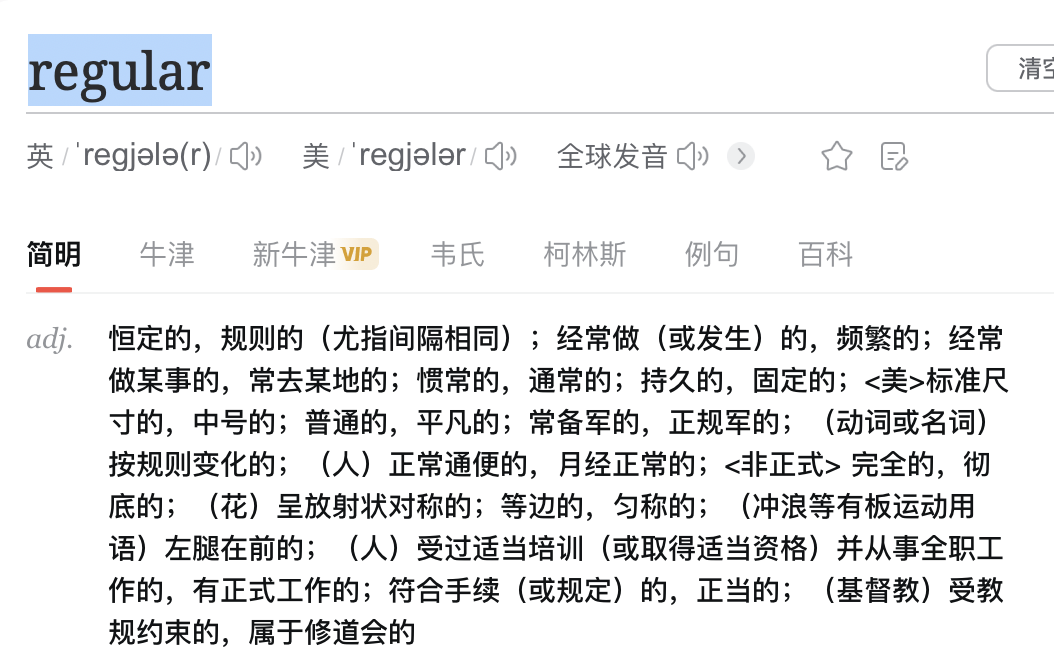 regular
清空
英 / ˈregjələ(r) / 美 / ˈregjələr / 全球发音
简明 牛津 新牛津 VIP 韦氏 柯林斯 例句 百科
adj. 恒定的，规则的（尤指间隔相同）；经常做（或发生）的，频繁的；经常
做某事的，常去某地的；惯常的，通常的；持久的，固定的；<美>标准尺
寸的，中号的；普通的，平凡的；常备军的，正规军的；（动词或名词）
按规则变化的；（人）正常通便的，月经正常的；<非正式> 完全的，彻
底的；（花）呈放射状对称的；等边的，匀称的；（冲浪等有板运动用
语）左腿在前的；（人）受过适当培训（或取得适当资格）并从事全职工
作的，有正式工作的；符合手续（或规定）的，正当的；（基督教）受教
规约束的，属于修道会的